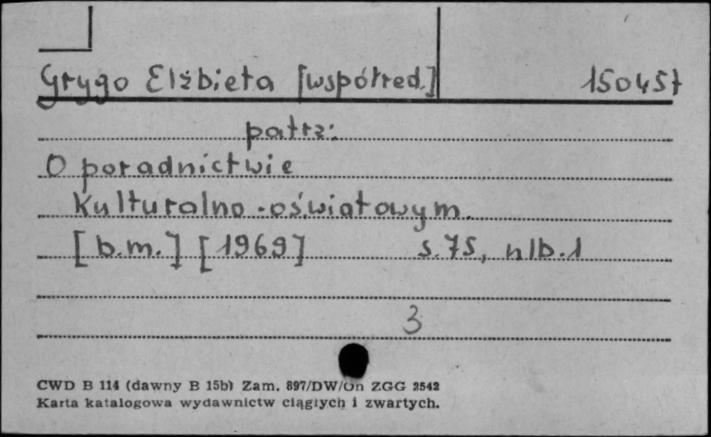 Grygo Elżbieta [współred.] 150457
patrz:
O poradnictwie
kulturalno-oświatowym.
[b.m.] [1969] s. 75, nlb. 1
3
CWD B 114 (dawny B 15b) Zam. 897/DW/Un ZGG 2542
Karta katalogowa wydawnictw ciągłych i zwartych.